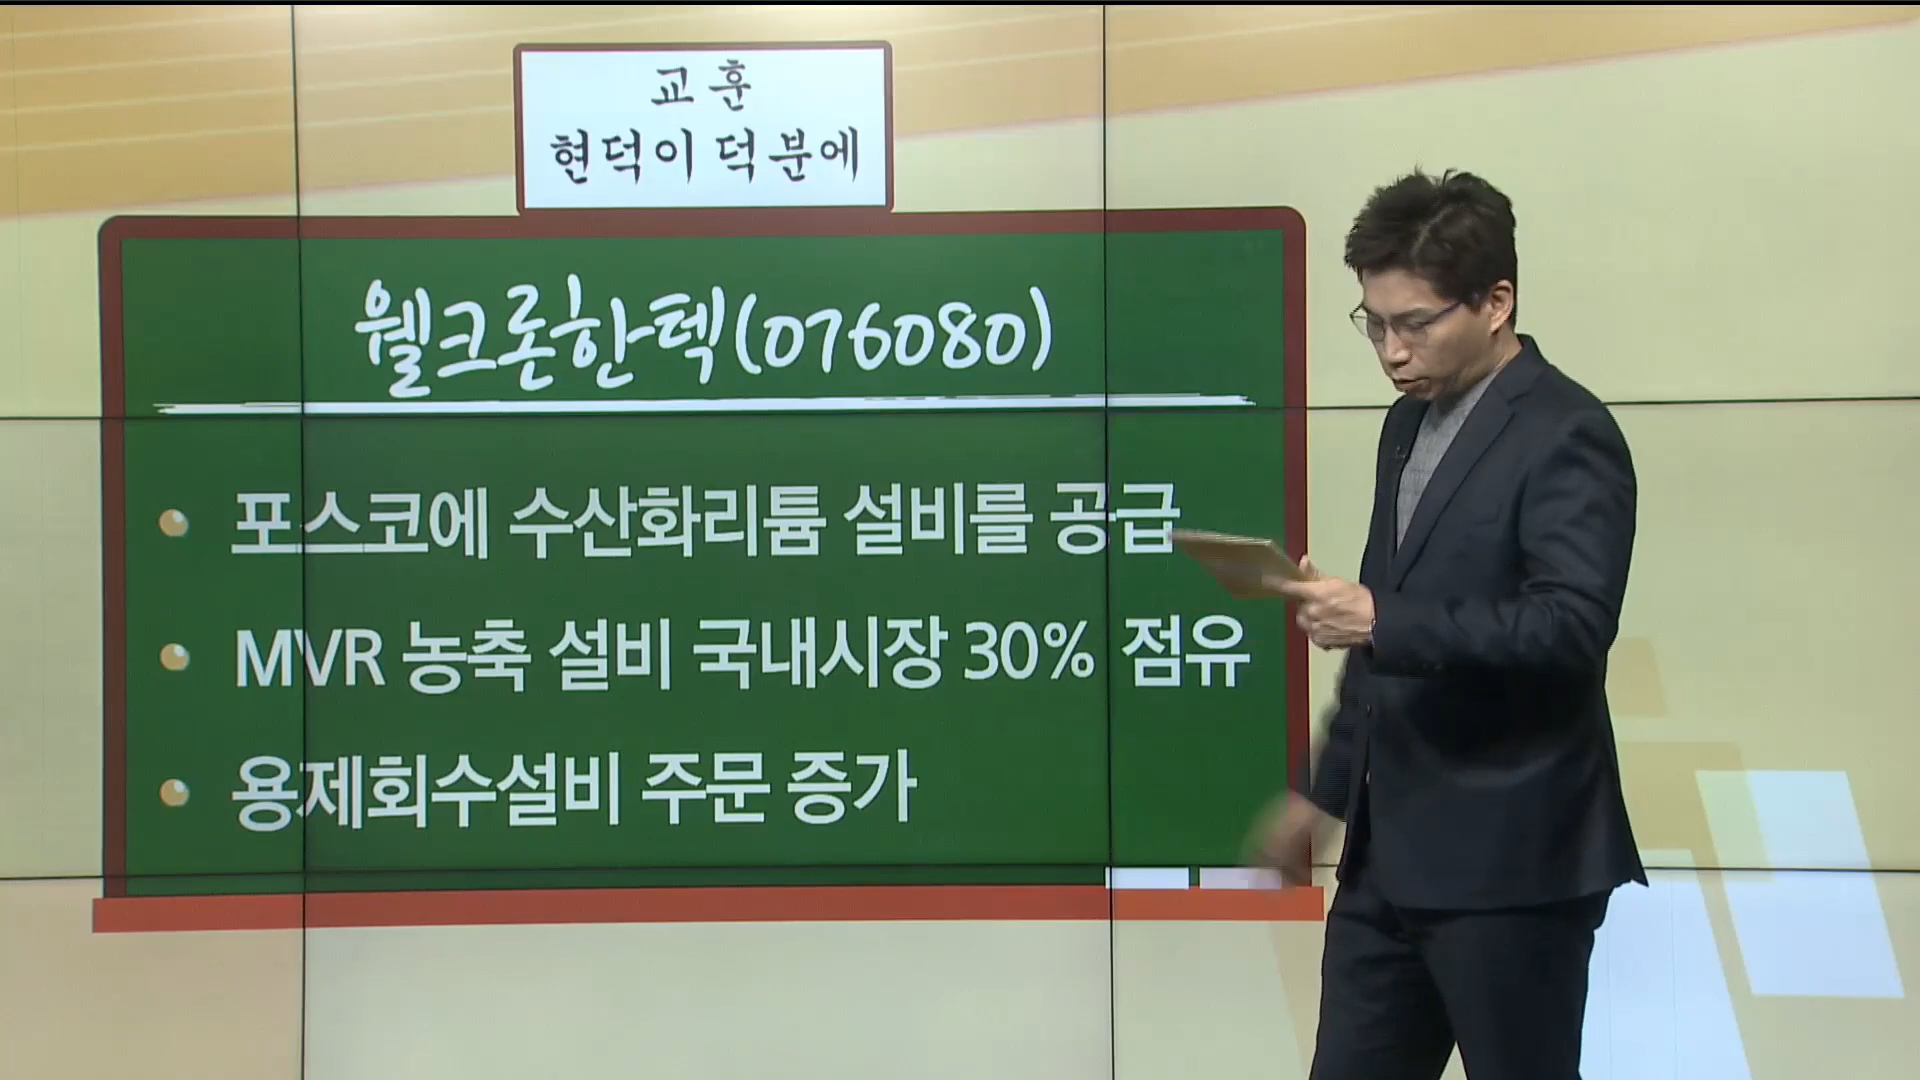 교훈
현덕이 덕분에
웰크론한텍(076080)
포스코에 수산화리튬 설비를 공급
MVR 농축 설비 국내시장 30% 점유
용제회수설비 주문 증가